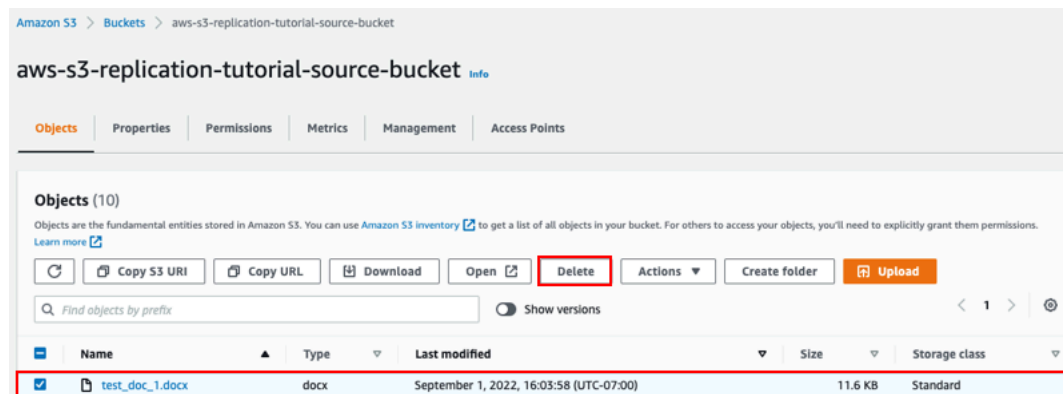 Amazon S3 > Buckets > aws-s3-replication-tutorial-source-bucket
aws-s3-replication-tutorial-source-bucket Info
Objects Properties Permissions Metrics Management Access Points
Objects (10)
Objects are the fundamental entities stored in Amazon S3. You can use Amazon S3 inventory to get a list of all objects in your bucket. For others to access your objects, you'll need to explicitly grant them permissions.
Learn more
Copy S3 URI Copy URL Download Open Delete Actions Create folder Upload
Find objects by prefix Show versions < 1 >
Name Type Last modified Size Storage class
test_doc_1.docx docx September 1, 2022, 16:03:58 (UTC-07:00) 11.6 KB Standard